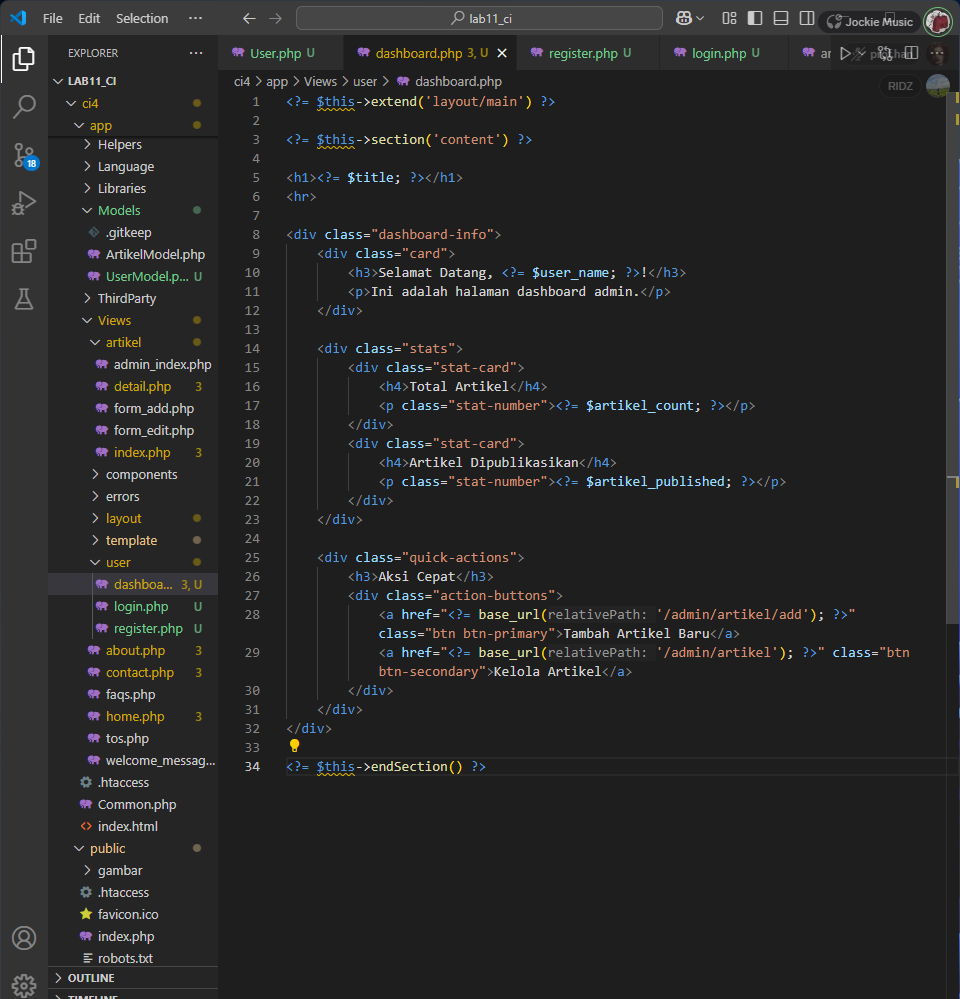 File Edit Selection ··· lab11_ci Jockie Music
EXPLORER ···
User.php U dashboard.php 3, U register.php U login.php U
RIDZ
LAB11_CI
ci4
app
Helpers
Language
Libraries
Models
.gitkeep
ArtikelModel.php
UserModel.p... U
ThirdParty
Views
artikel
admin_index.php
detail.php 3
form_add.php
form_edit.php
index.php 3
components
errors
layout
template
user
dashboa... 3, U
login.php U
register.php U
about.php 3
contact.php 3
faqs.php
home.php 3
tos.php
welcome_messag...
.htaccess
Common.php
index.html
public
gambar
.htaccess
favicon.ico
index.php
robots.txt
OUTLINE
TIMELINE
18
ci4 > app > Views > user > dashboard.php
1 <?= $this->extend('layout/main') ?>
2
3 <?= $this->section('content') ?>
4
5 <h1><?= $title; ?></h1>
6 <hr>
7
8 <div class="dashboard-info">
9 <div class="card">
10 <h3>Selamat Datang, <?= $user_name; ?>!</h3>
11 <p>Ini adalah halaman dashboard admin.</p>
12 </div>
13
14 <div class="stats">
15 <div class="stat-card">
16 <h4>Total Artikel</h4>
17 <p class="stat-number"><?= $artikel_count; ?></p>
18 </div>
19 <div class="stat-card">
20 <h4>Artikel Dipublikasikan</h4>
21 <p class="stat-number"><?= $artikel_published; ?></p>
22 </div>
23 </div>
24
25 <div class="quick-actions">
26 <h3>Aksi Cepat</h3>
27 <div class="action-buttons">
28 <a href="<?= base_url(relativePath: '/admin/artikel/add'); ?>"
class="btn btn-primary">Tambah Artikel Baru</a>
29 <a href="<?= base_url(relativePath: '/admin/artikel'); ?>" class="btn
btn-secondary">Kelola Artikel</a>
30 </div>
31 </div>
32 </div>
33
34 <?= $this->endSection() ?>